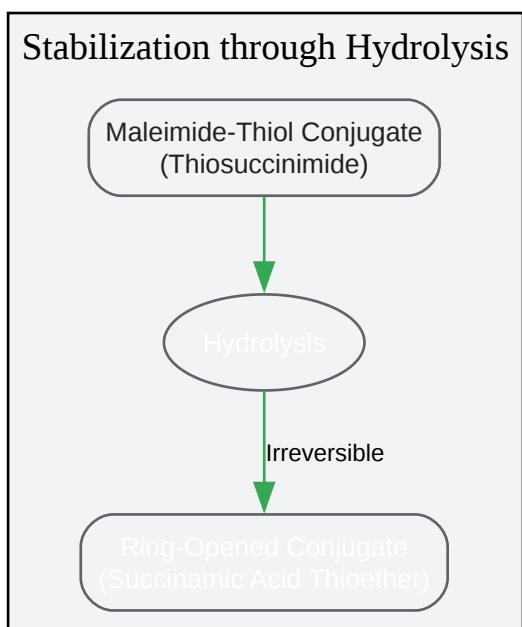 Stabilization through Hydrolysis
Maleimide-Thiol Conjugate
(Thiosuccinimide)
Hydrolysis
Irreversible
Ring-Opened Conjugate
(Succinamic Acid Thioether)